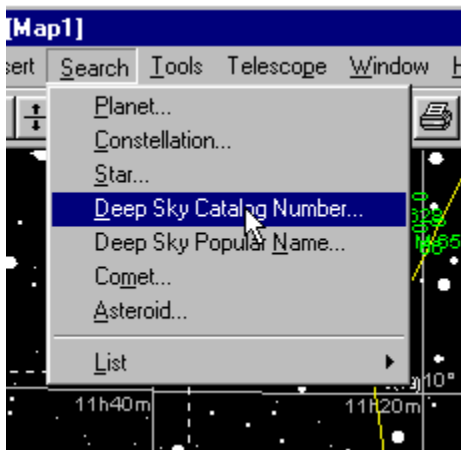 [Map1]
sert Search Tools Telescope Window H
Planet...
Constellation...
Star...
Deep Sky Catalog Number...
Deep Sky Popular Name...
Comet...
Asteroid...
List
10°
11h40m 11h20m